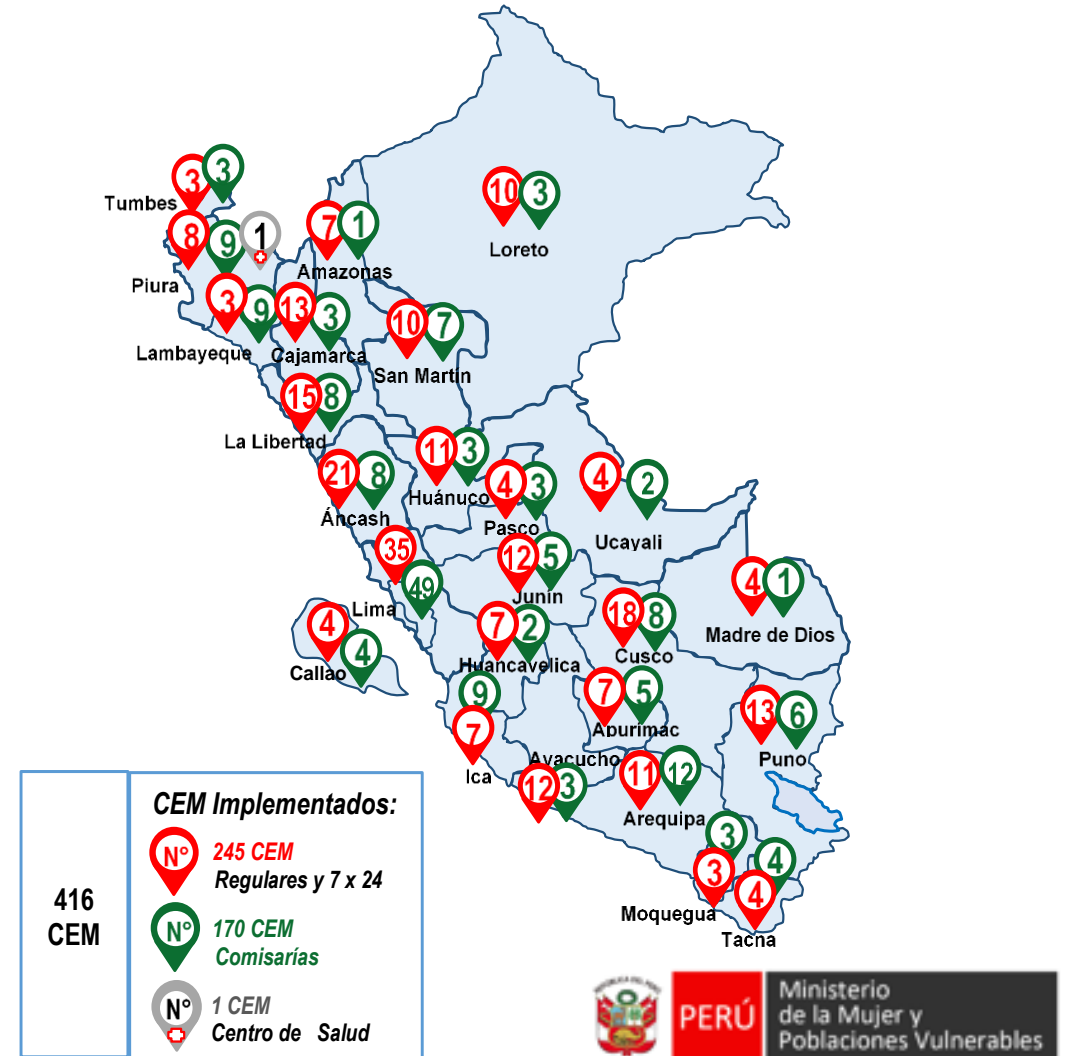 3 3
Tumbes
8 9 1
Piura
7 1
Amazonas
10 3
Loreto
3 9
Lambayeque
13 3
Cajamarca
10 7
San Martín
15 8
La Libertad
21 8
Áncash
11 3
Huánuco
4 3
Pasco
4 2
Ucayali
35 49
Lima
12 5
Junín
4 4
Callao
7 2
Huancavelica
18 8
Cusco
4 1
Madre de Dios
9
7
Ica
7 5
Apurímac
Ayacucho
12 3
11 12
Arequipa
13 6
Puno
3
3
Moquegua
4
4
Tacna
416
CEM
CEM Implementados:
N° 245 CEM
Regulares y 7 x 24
N° 170 CEM
Comisarías
N° 1 CEM
Centro de Salud
REPÚBLICA DEL PERÚ
PERÚ
Ministerio
de la Mujer y
Poblaciones Vulnerables